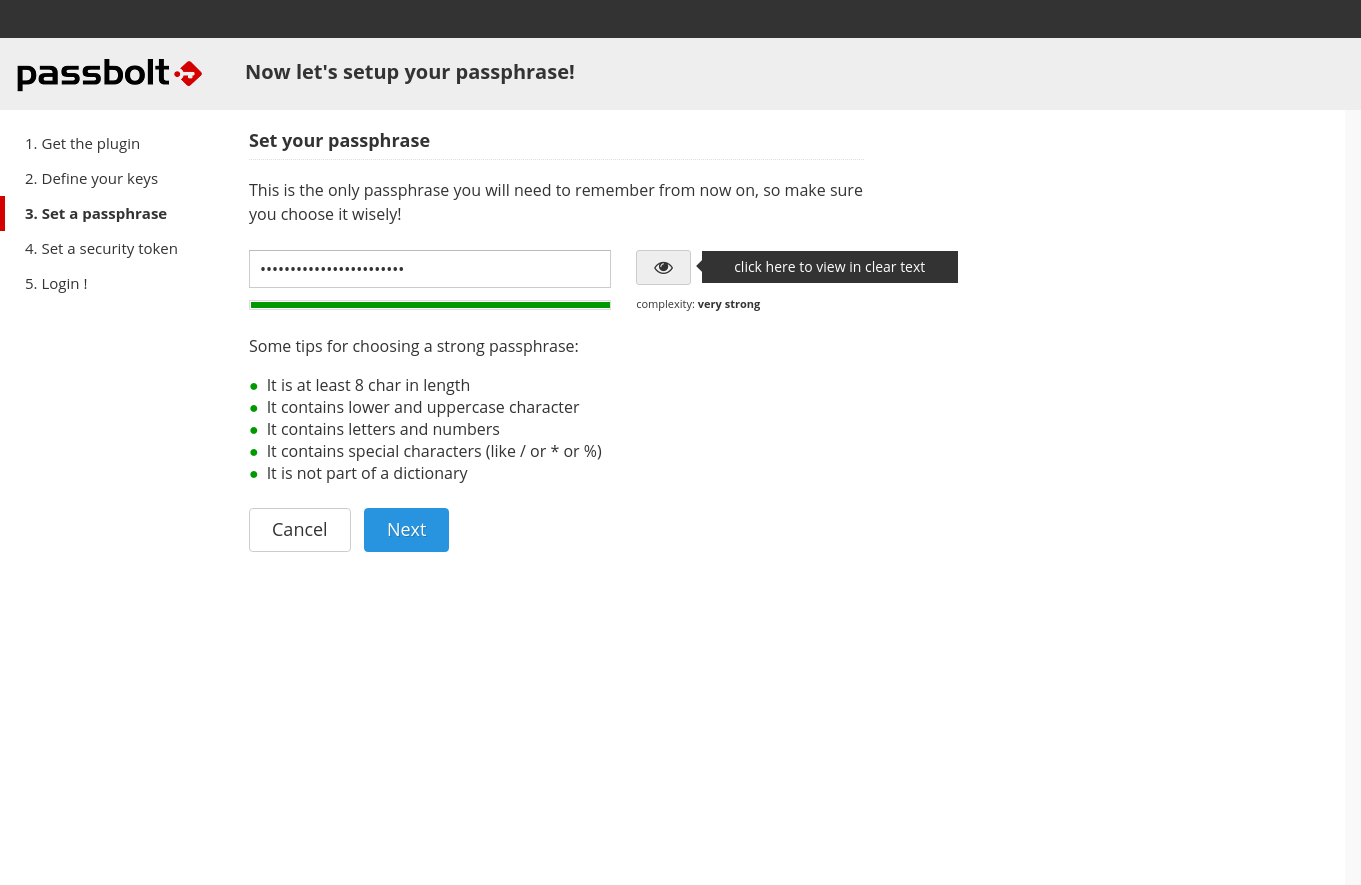 passbolt
Now let's setup your passphrase!
1. Get the plugin
2. Define your keys
3. Set a passphrase
4. Set a security token
5. Login !
Set your passphrase
This is the only passphrase you will need to remember from now on, so make sure
you choose it wisely!
••••••••••••••••••••••••
click here to view in clear text
complexity: very strong
Some tips for choosing a strong passphrase:
● It is at least 8 char in length
● It contains lower and uppercase character
● It contains letters and numbers
● It contains special characters (like / or * or %)
● It is not part of a dictionary
Cancel
Next